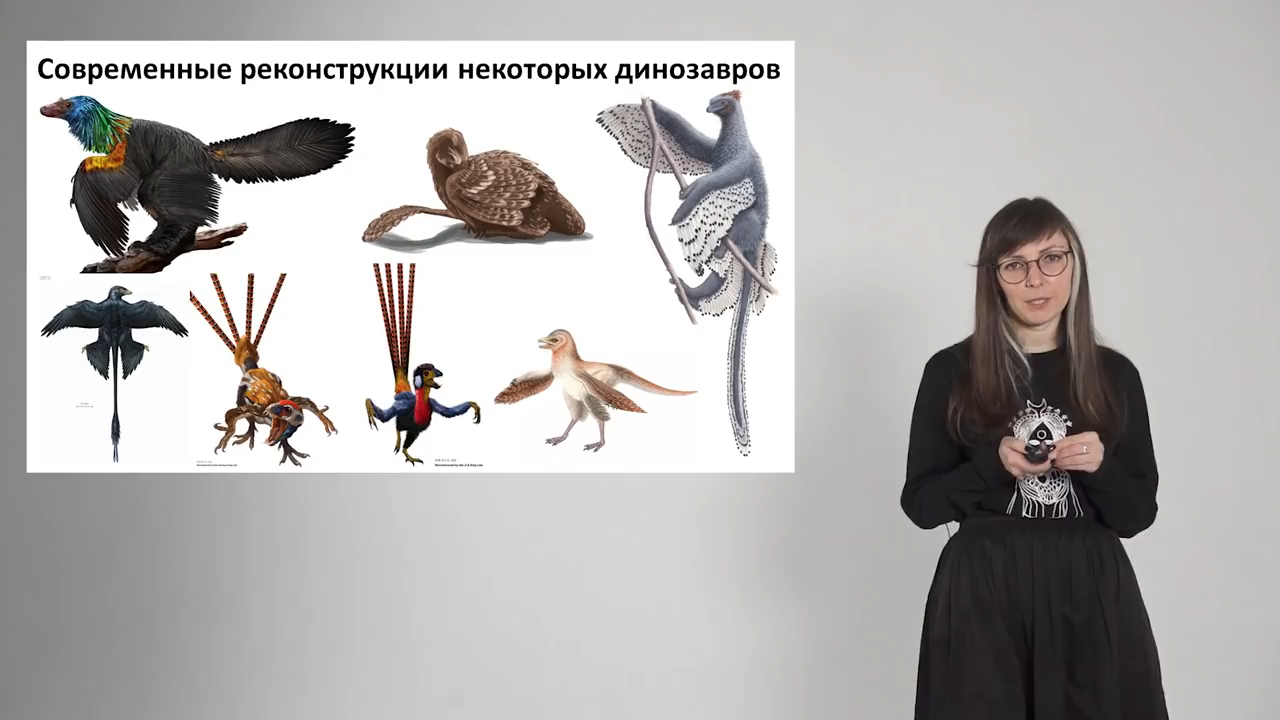 Современные реконструкции некоторых динозавров